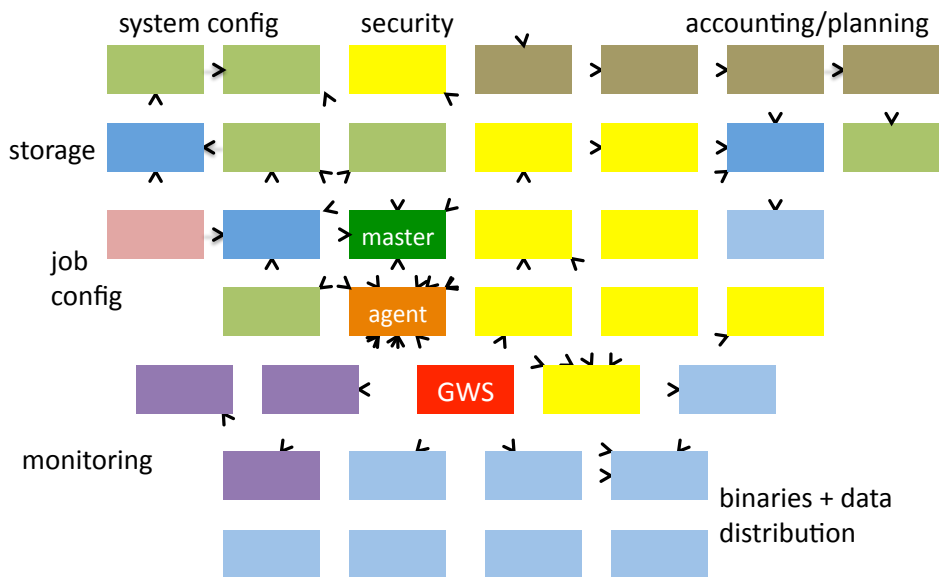 system config
security
accounting/planning
storage
master
job
config
agent
GWS
monitoring
binaries + data
distribution